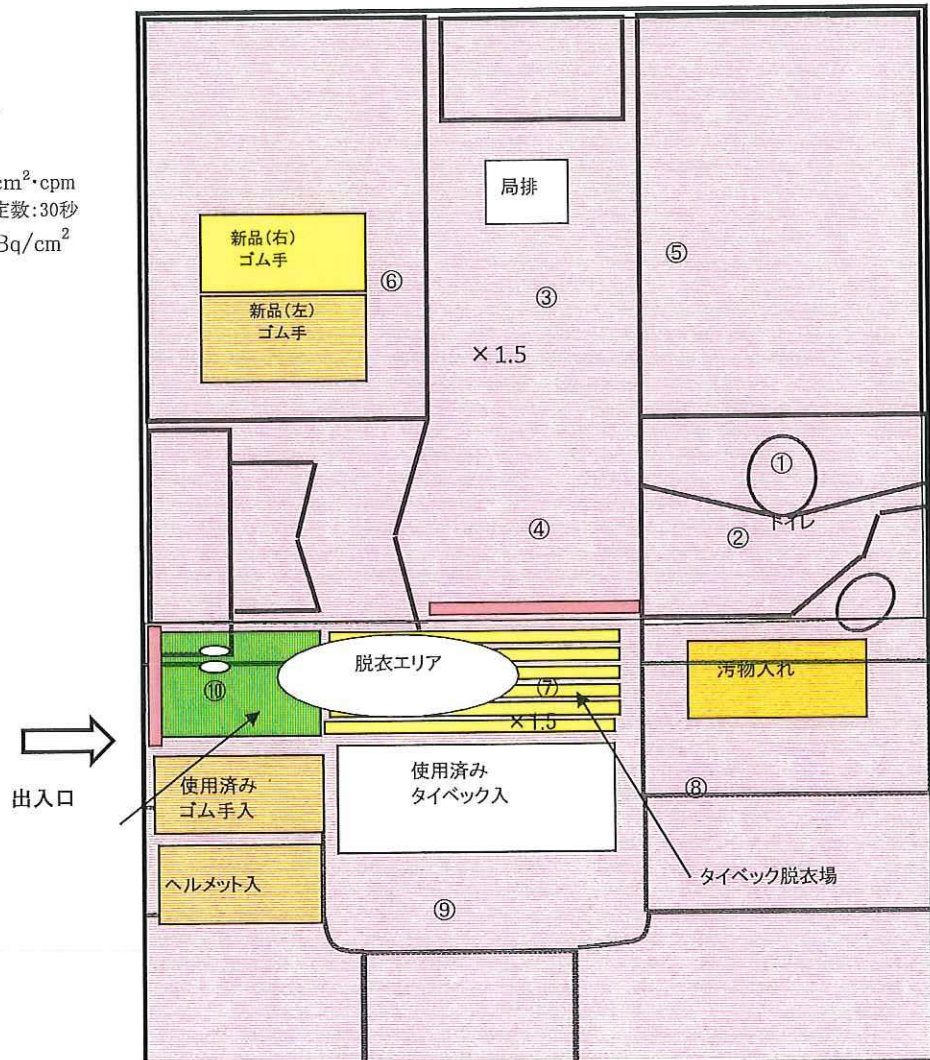 cm²・cpm
定数:30秒
Bq/cm²
局排
新品(右)
ゴム手
新品(左)
ゴム手
⑥
③
⑤
×1.5
①
トイレ
④
②
脱衣エリア
⑦
×1.5
⑩
汚物入れ
出入口
使用済み
ゴム手入
使用済み
タイベック入
⑧
ヘルメット入
⑨
タイベック脱衣場